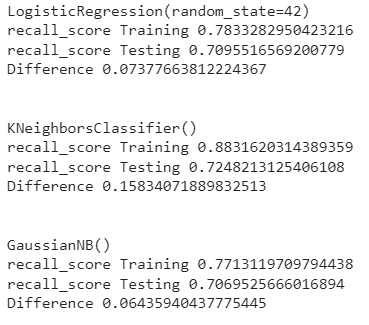 LogisticRegression(random_state=42)
recall_score Training 0.7833282950423216
recall_score Testing 0.7095516569200779
Difference 0.07377663812224367
KNeighborsClassifier()
recall_score Training 0.8831620314389359
recall_score Testing 0.7248213125406108
Difference 0.15834071889832513
GaussianNB()
recall_score Training 0.7713119709794438
recall_score Testing 0.7069525666016894
Difference 0.06435940437775445